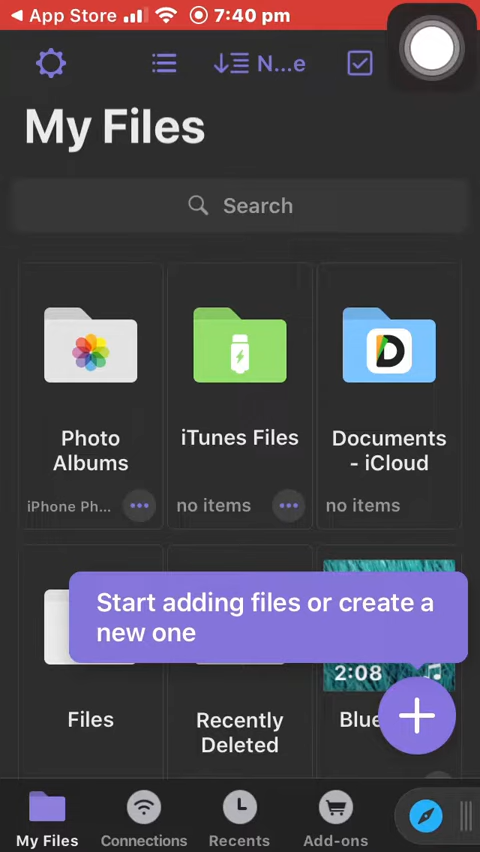 App Store 7:40 pm
N...e
My Files
Search
Photo
Albums
iTunes Files
Documents
- iCloud
iPhone Ph...
no items
no items
Start adding files or create a
new one
2:08
Files
Recently
Deleted
Blue
My Files
Connections
Recents
Add-ons